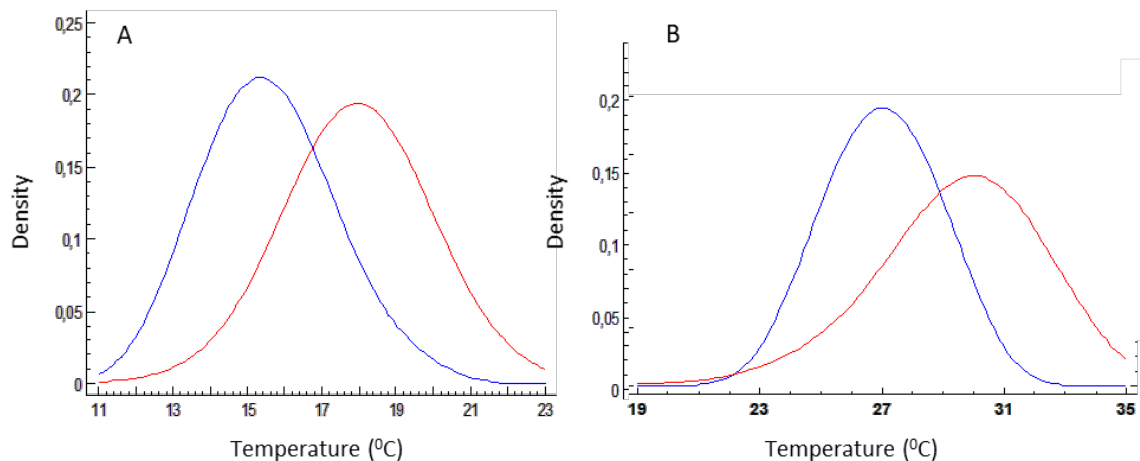 A
Density
0,25
0,2
0,15
0,1
0,05
0
11 13 15 17 19 21 23
Temperature (⁰C)
B
Density
0,2
0,15
0,1
0,05
0
19 23 27 31 35
Temperature (⁰C)